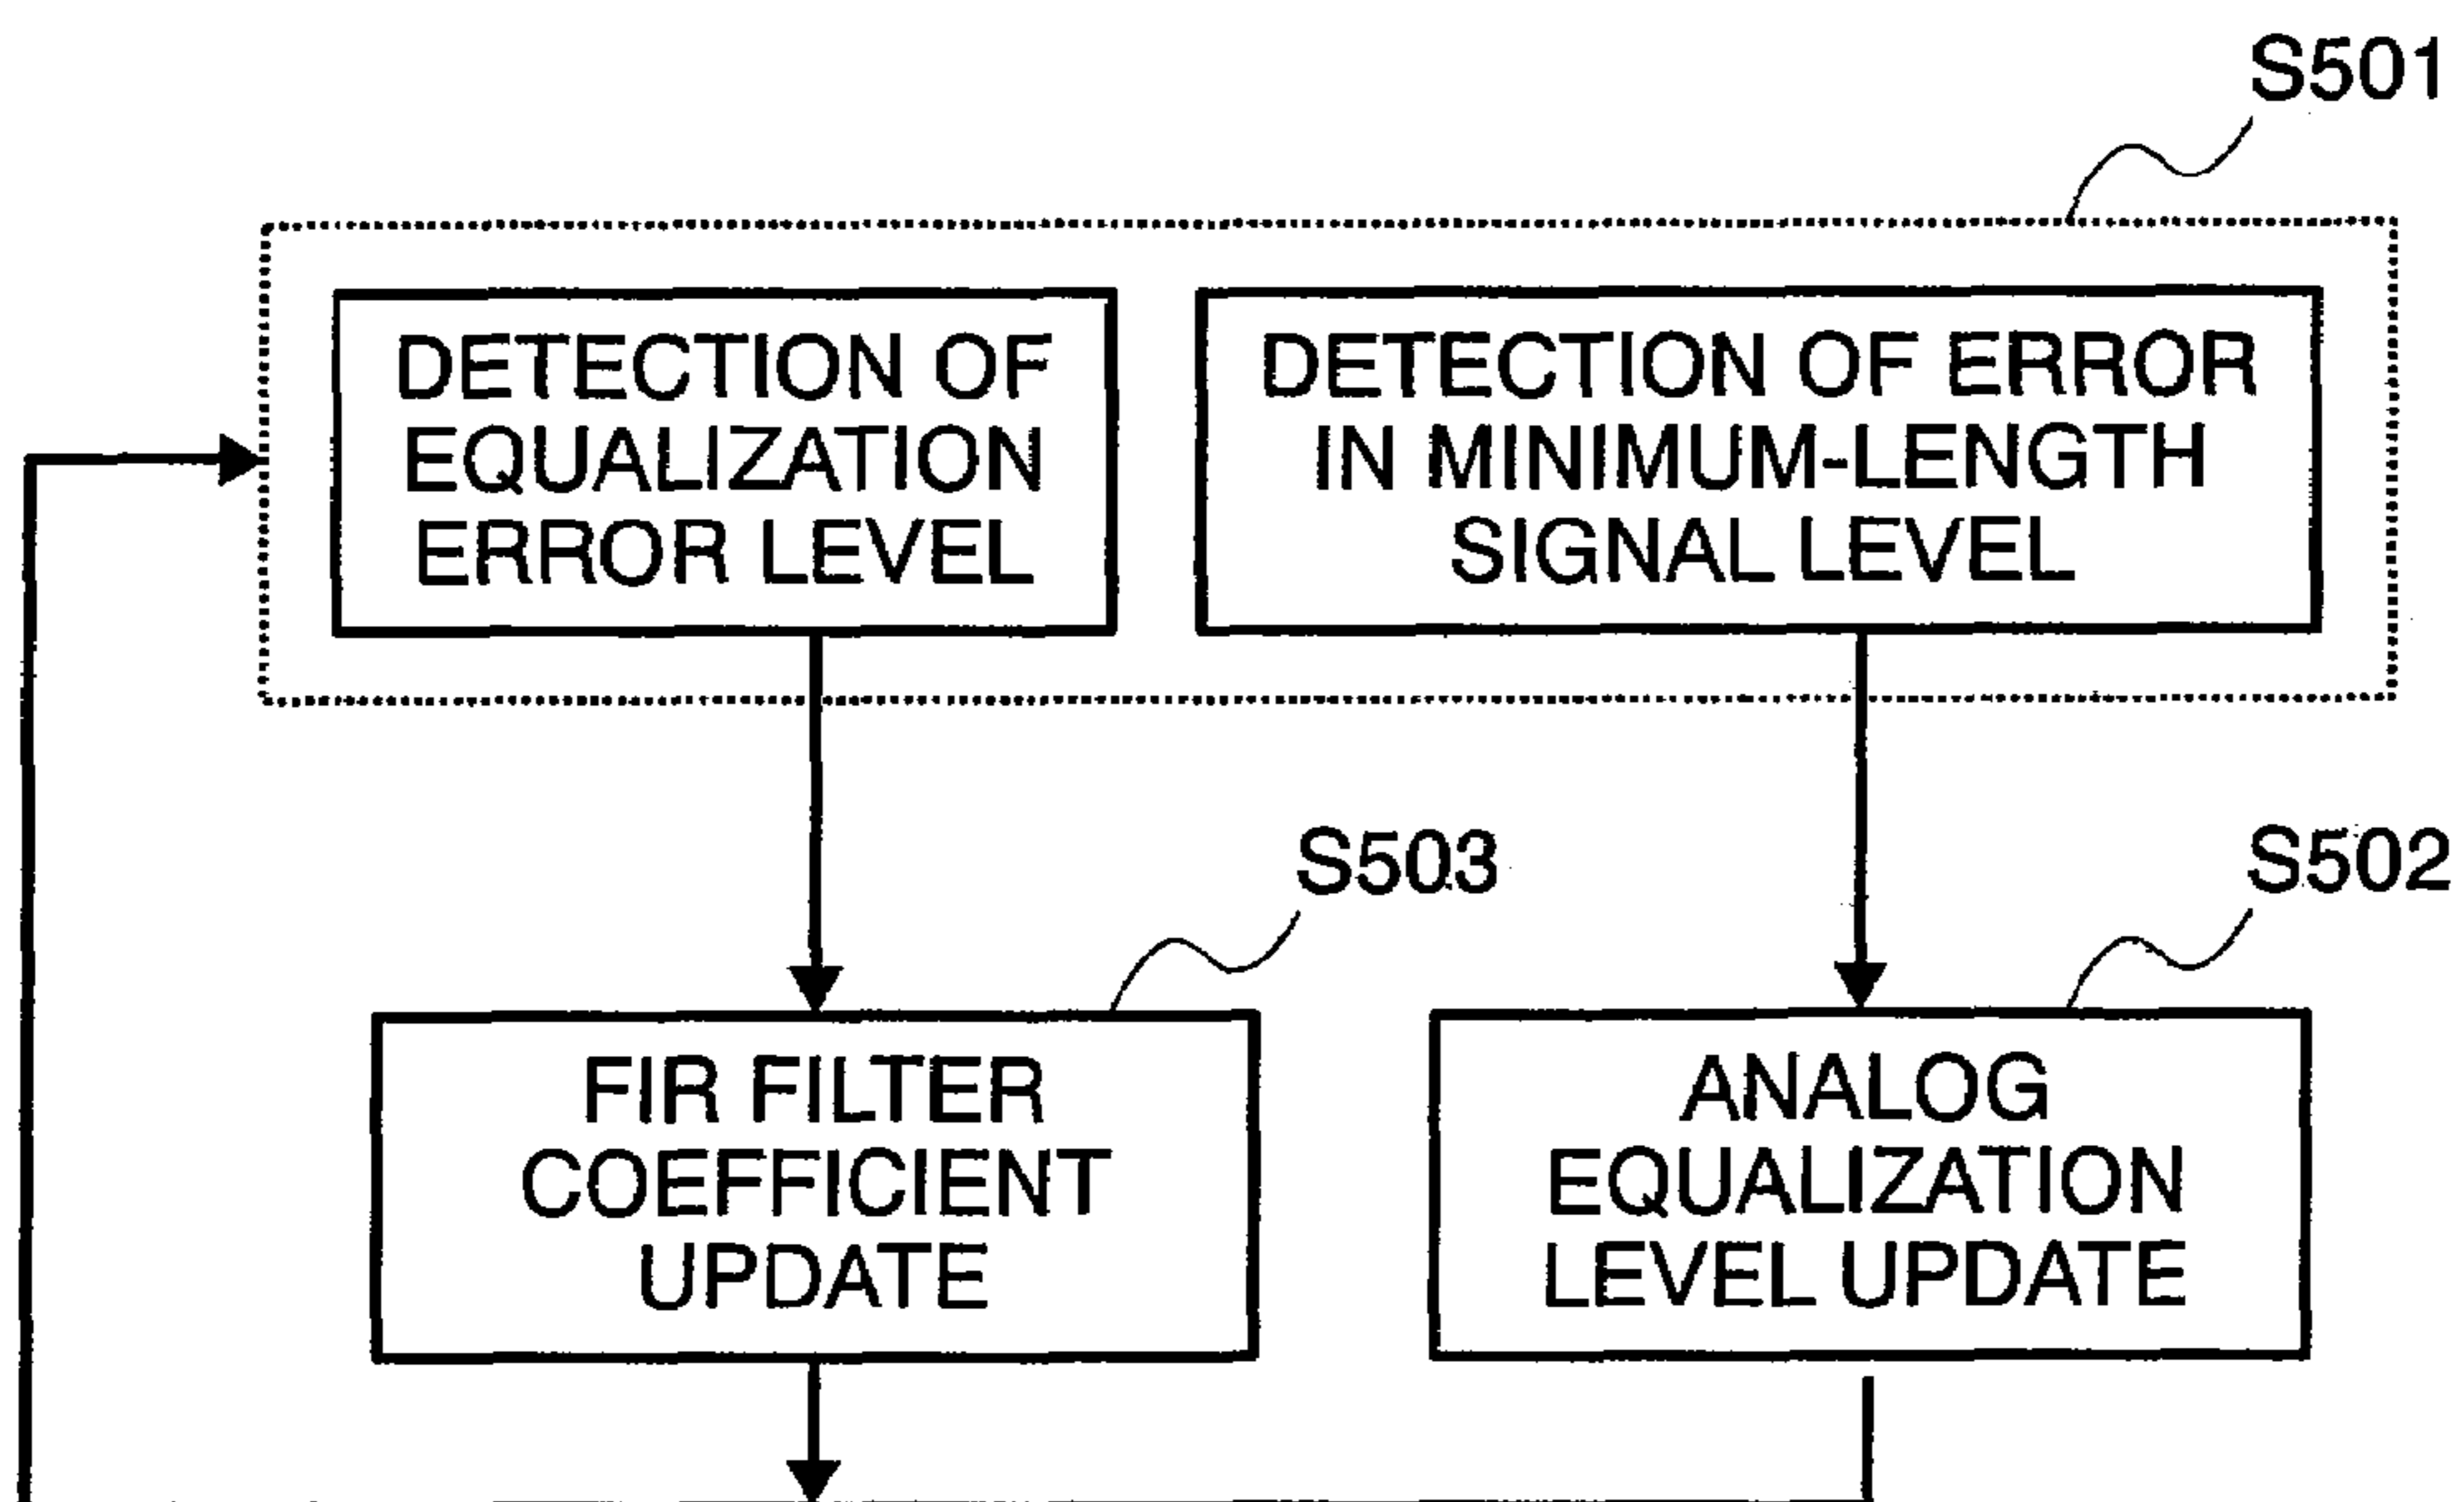 S501
DETECTION OF
EQUALIZATION
ERROR LEVEL
DETECTION OF ERROR
IN MINIMUM-LENGTH
SIGNAL LEVEL
S503
S502
FIR FILTER
COEFFICIENT
UPDATE
ANALOG
EQUALIZATION
LEVEL UPDATE